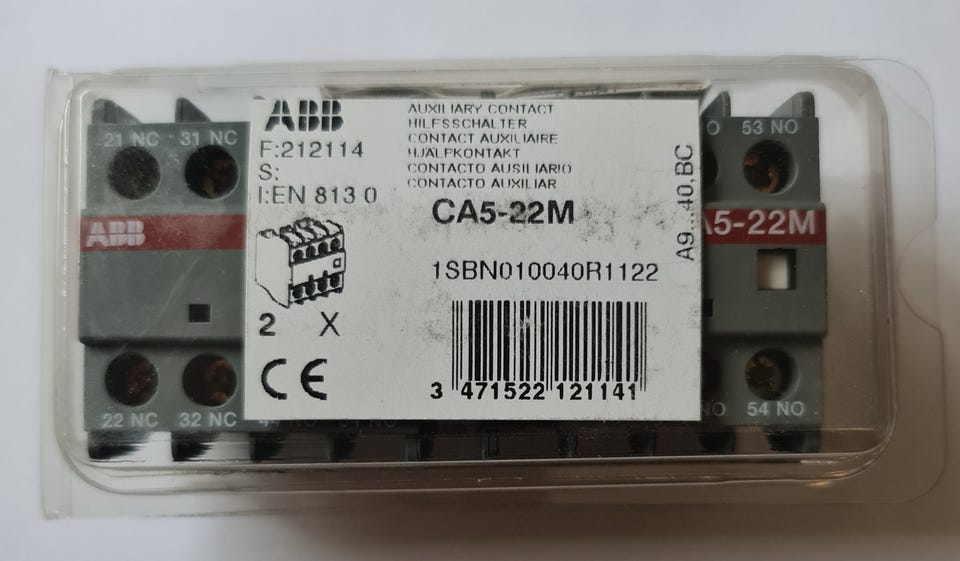 ABB
F:212114
S:
I:EN 813 0
2 X
CE
AUXILIARY CONTACT
HILFSSCHALTER
CONTACT AUXILIAIRE
HJÄLPKONTAKT
CONTACTO AUSILIARIO
CONTACTO AUXILIAR
CA5-22M
1SBN010040R1122
3 471522 121141
A9...40,BC
21 NC 31 NC
ABB
22 NC 32 NC
53 NO
A5-22M
NO 54 NO